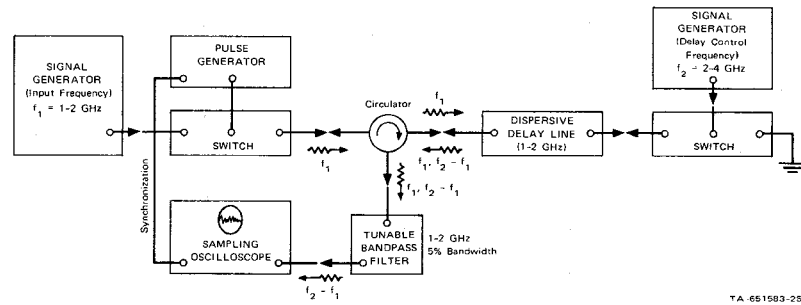 SIGNAL
GENERATOR
(Input Frequency)
f1 = 1-2 GHz
PULSE
GENERATOR
SWITCH
Synchronization
f1
Circulator
f1
f1, f2 - f1
f1, f2 - f1
DISPERSIVE
DELAY LINE
(1-2 GHz)
SIGNAL
GENERATOR
(Delay Control
Frequency)
f2 = 2-4 GHz
SWITCH
SAMPLING
OSCILLOSCOPE
f2 - f1
TUNABLE
BANDPASS
FILTER
1-2 GHz
5% Bandwidth
TA-651583-25